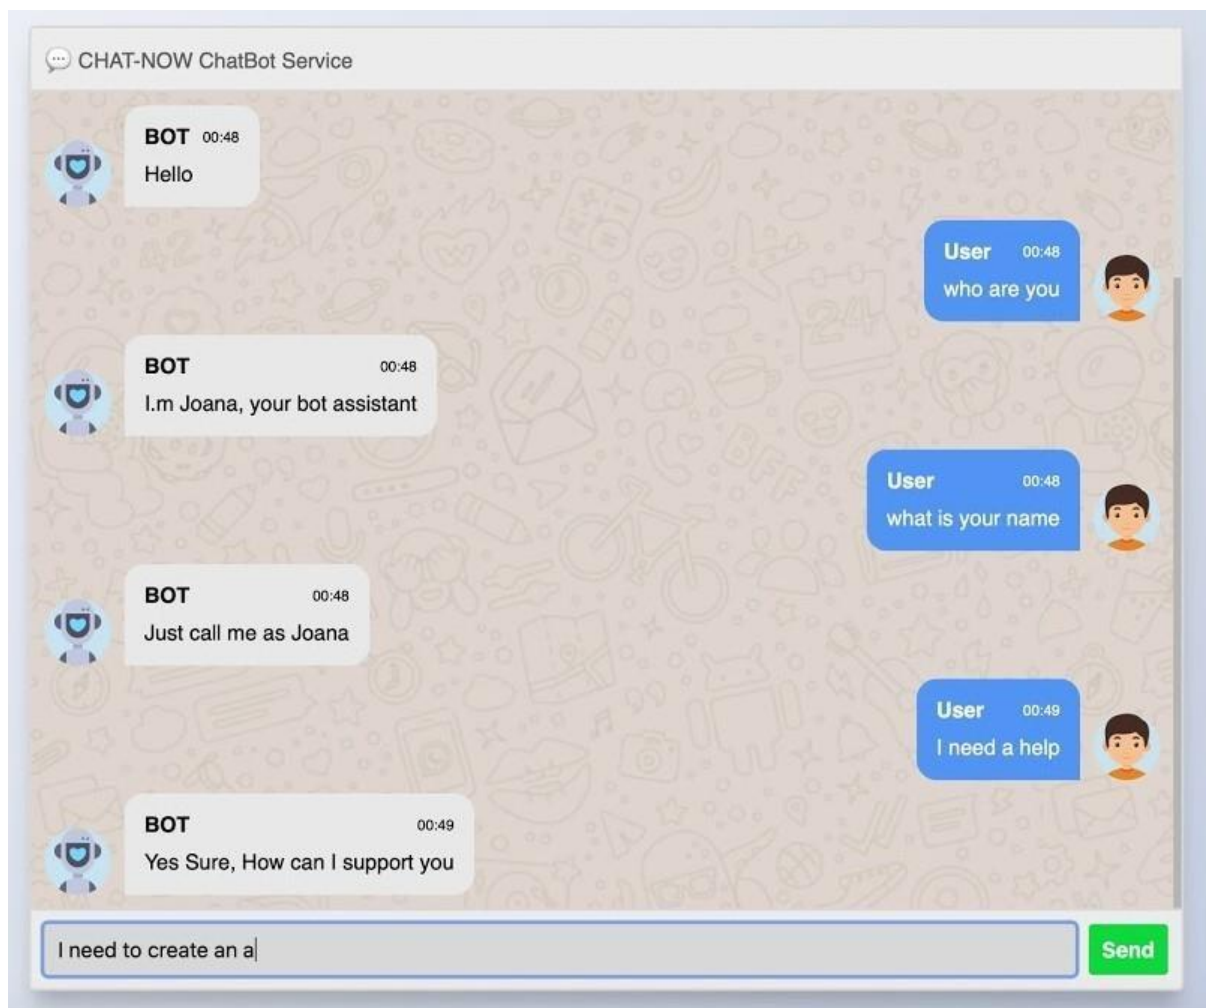 CHAT-NOW ChatBot Service
BOT 00:48
Hello
User 00:48
who are you
BOT 00:48
I.m Joana, your bot assistant
User 00:48
what is your name
BOT 00:48
Just call me as Joana
User 00:49
I need a help
BOT 00:49
Yes Sure, How can I support you
I need to create an a
Send